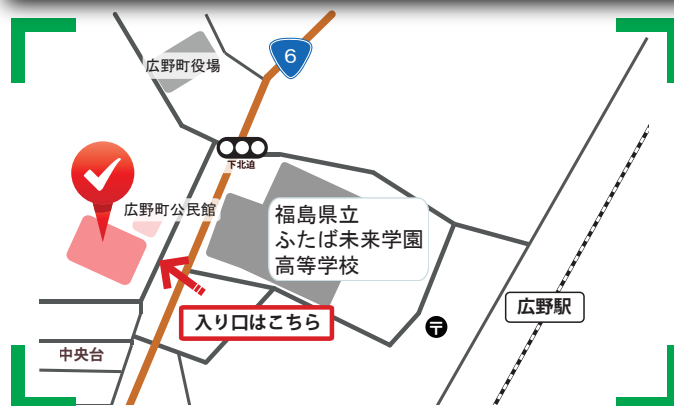 6
広野町役場
下北迫
広野町公民館
福島県立
ふたば未来学園
高等学校
広野駅
入り口はこちら
〒
中央台